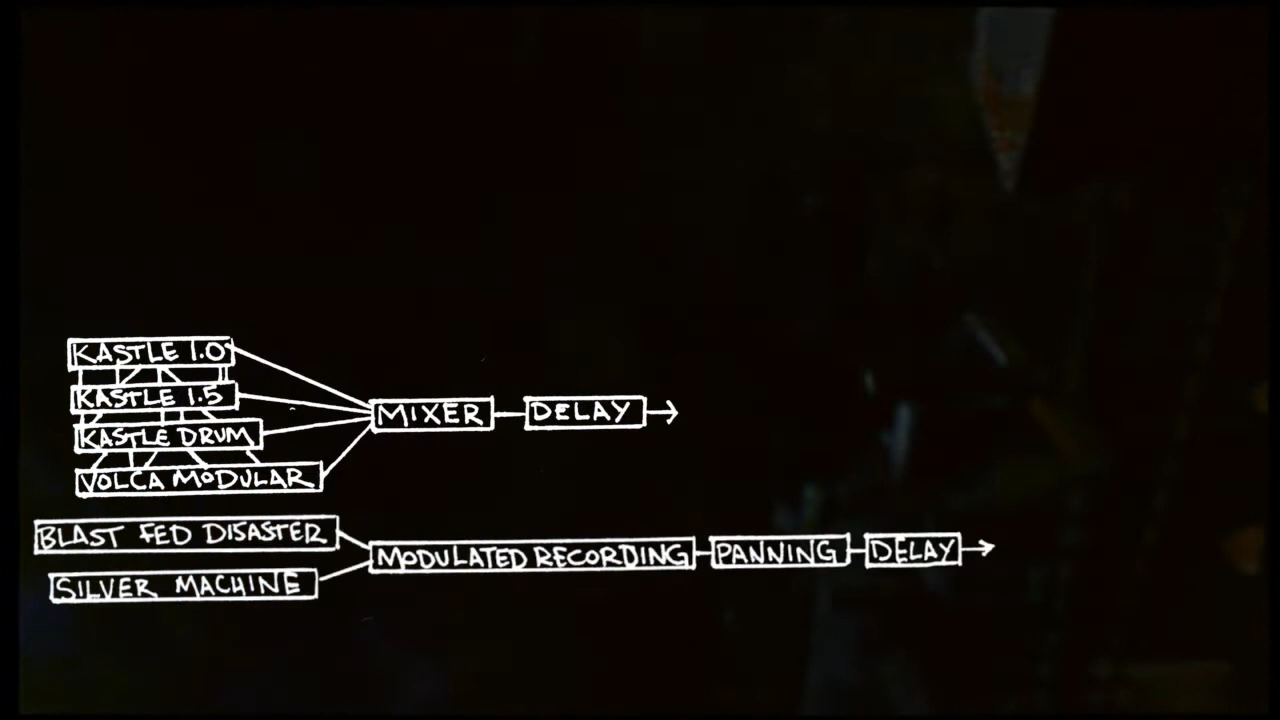 KASTLE 1.0
KASTLE 1.5
KASTLE DRUM
VOLCA MODULAR
MIXER
DELAY
BLAST FED DISASTER
SILVER MACHINE
MODULATED RECORDING
PANNING
DELAY